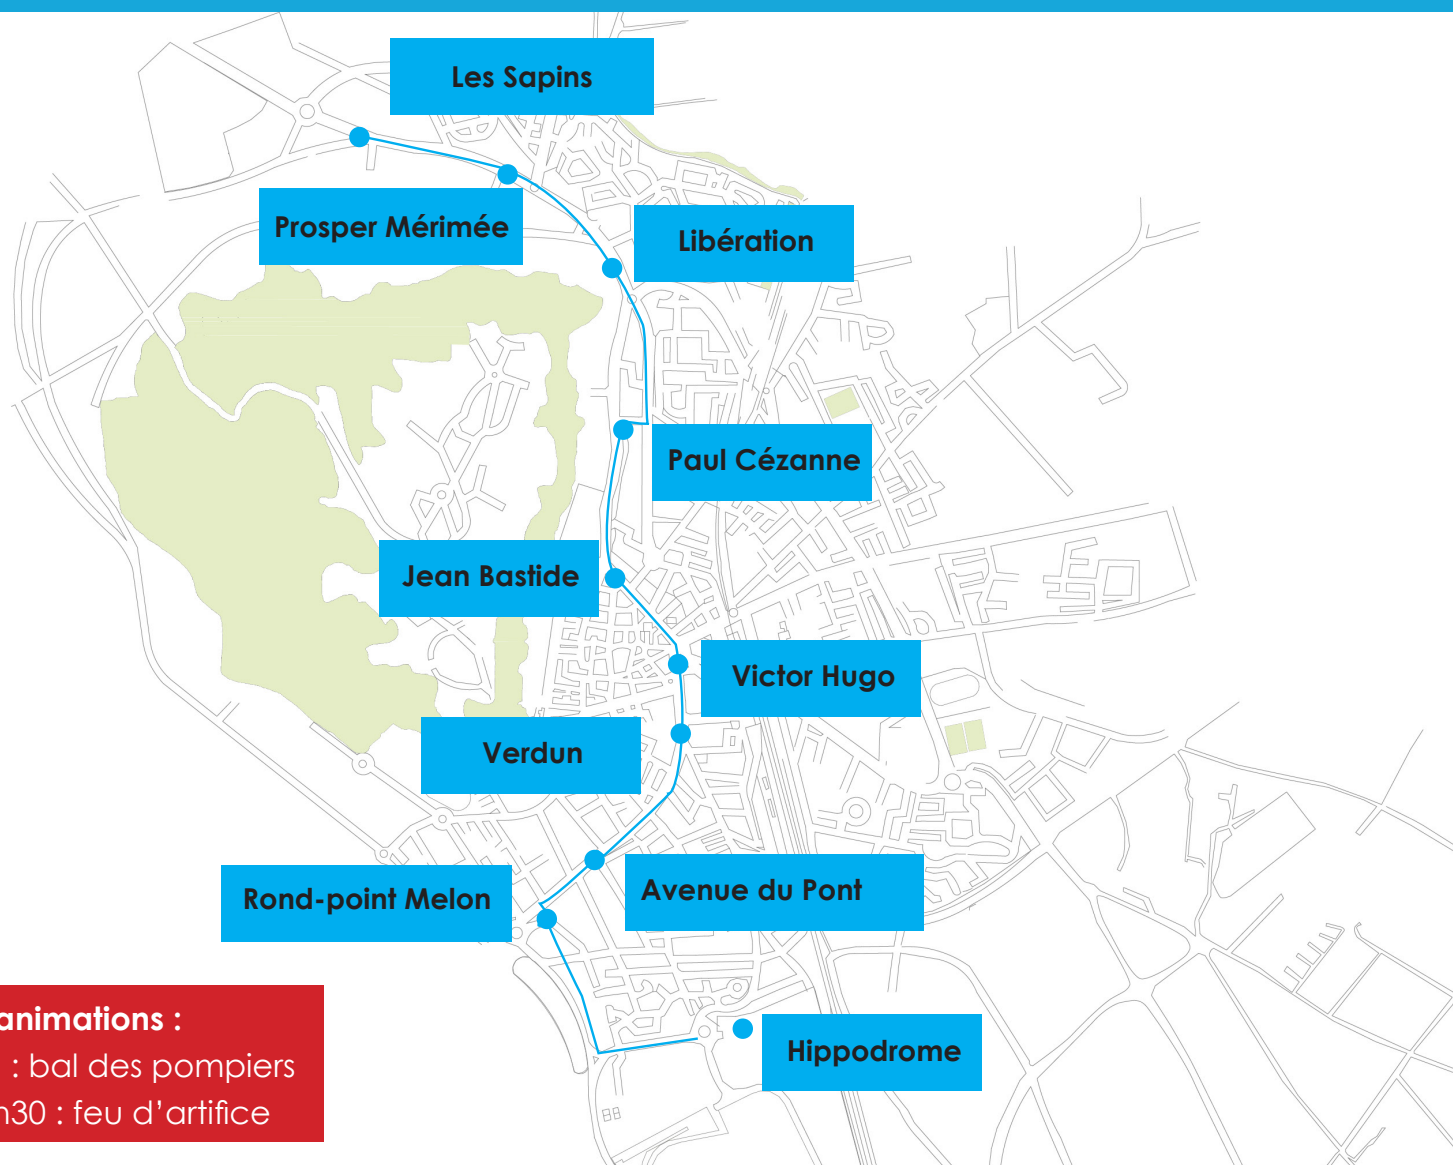 Les Sapins
Prosper Mérimée
Libération
Paul Cézanne
Jean Bastide
Victor Hugo
Verdun
Avenue du Pont
Rond-point Melon
Hippodrome
animations :
: bal des pompiers
h30 : feu d’artifice